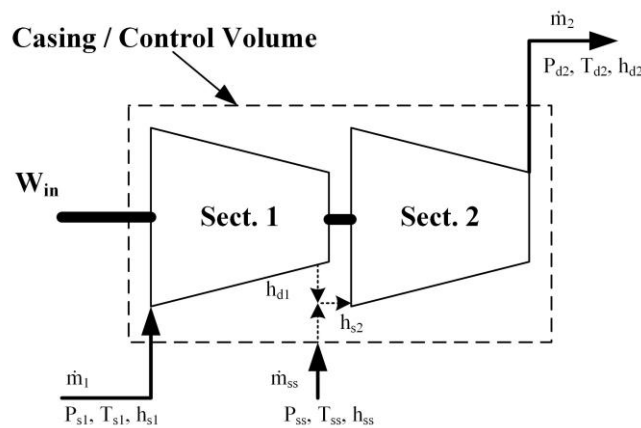 Casing / Control Volume
ṁ2
Pd2, Td2, hd2
Win
Sect. 1
Sect. 2
hd1
hs2
ṁ1
ṁss
Ps1, Ts1, hs1
Pss, Tss, hss